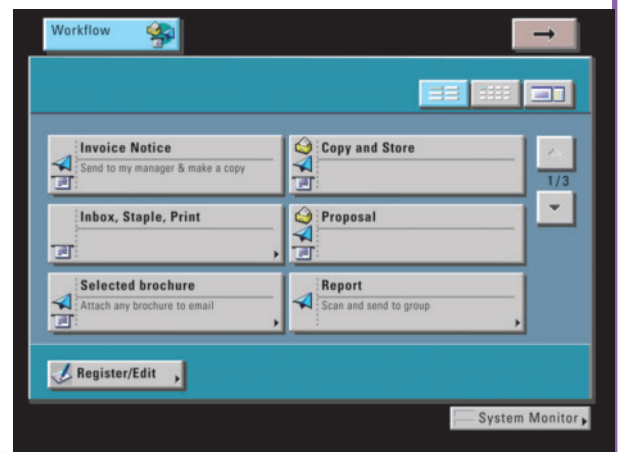 Workflow
Invoice Notice
Send to my manager & make a copy
Copy and Store
1/3
Inbox, Staple, Print
Proposal
Selected brochure
Attach any brochure to email
Report
Scan and send to group
Register/Edit
System Monitor